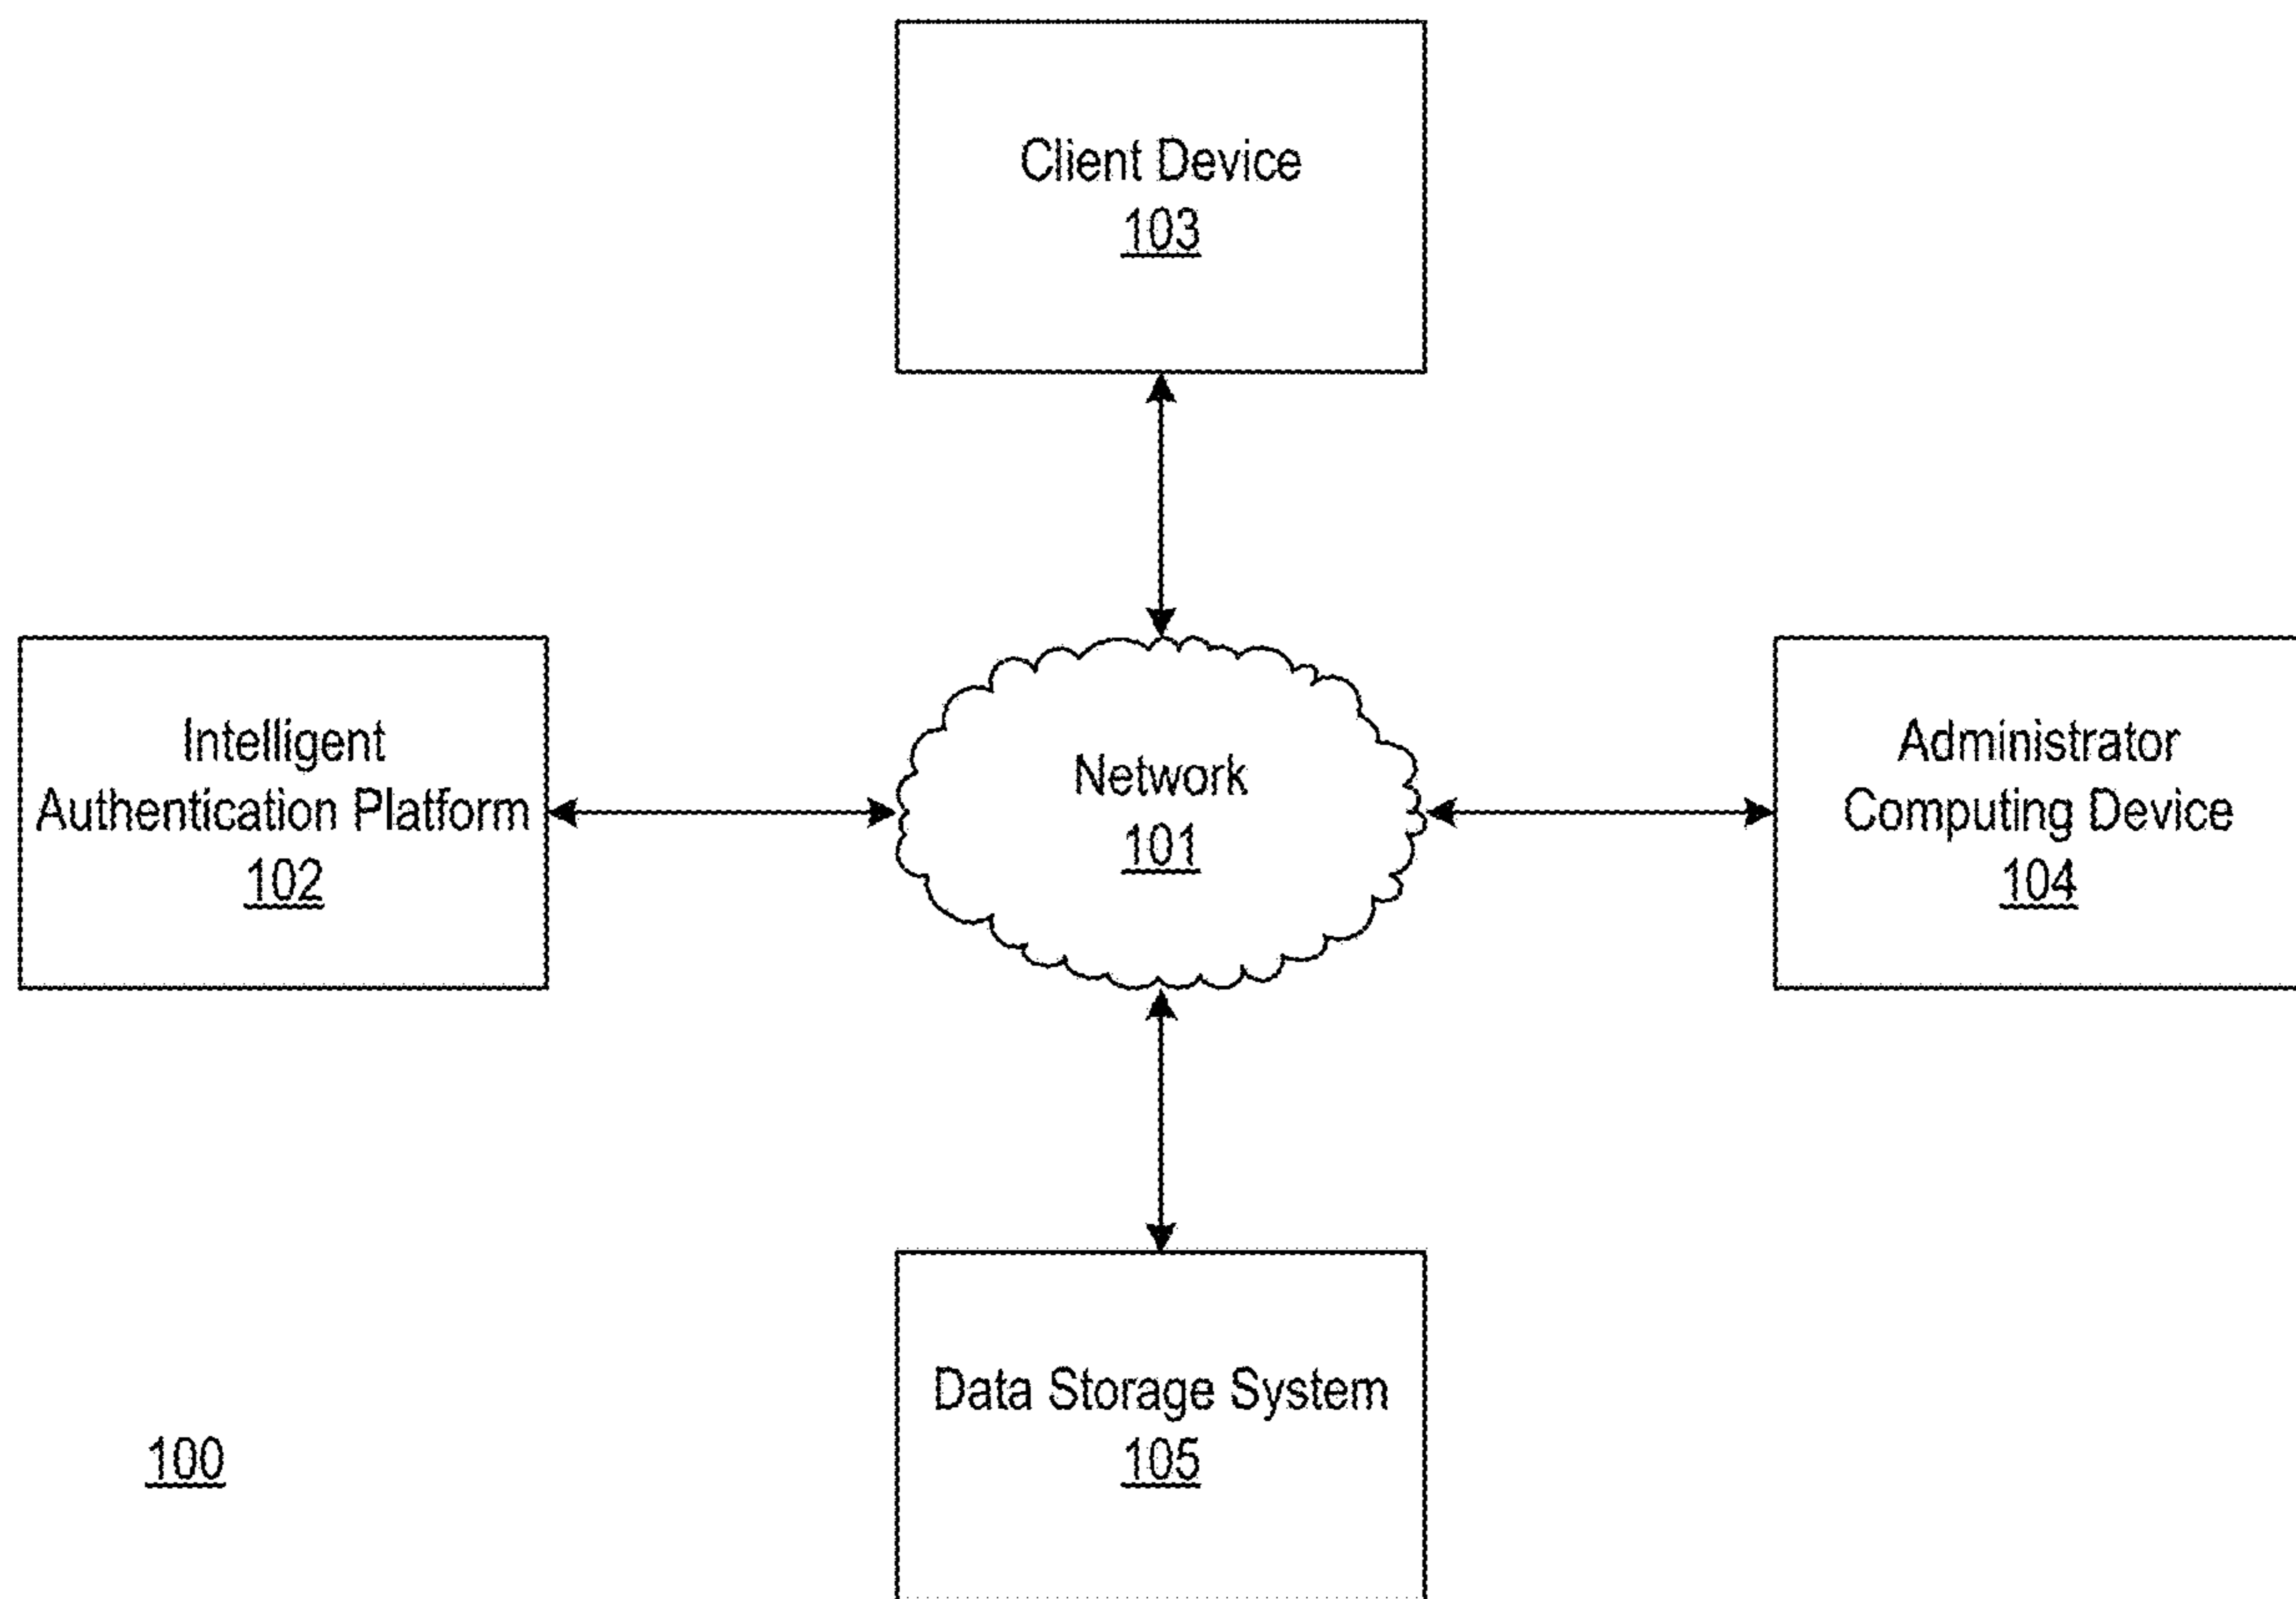 Client Device
103
Intelligent
Authentication Platform
102
Network
101
Administrator
Computing Device
104
Data Storage System
105
100